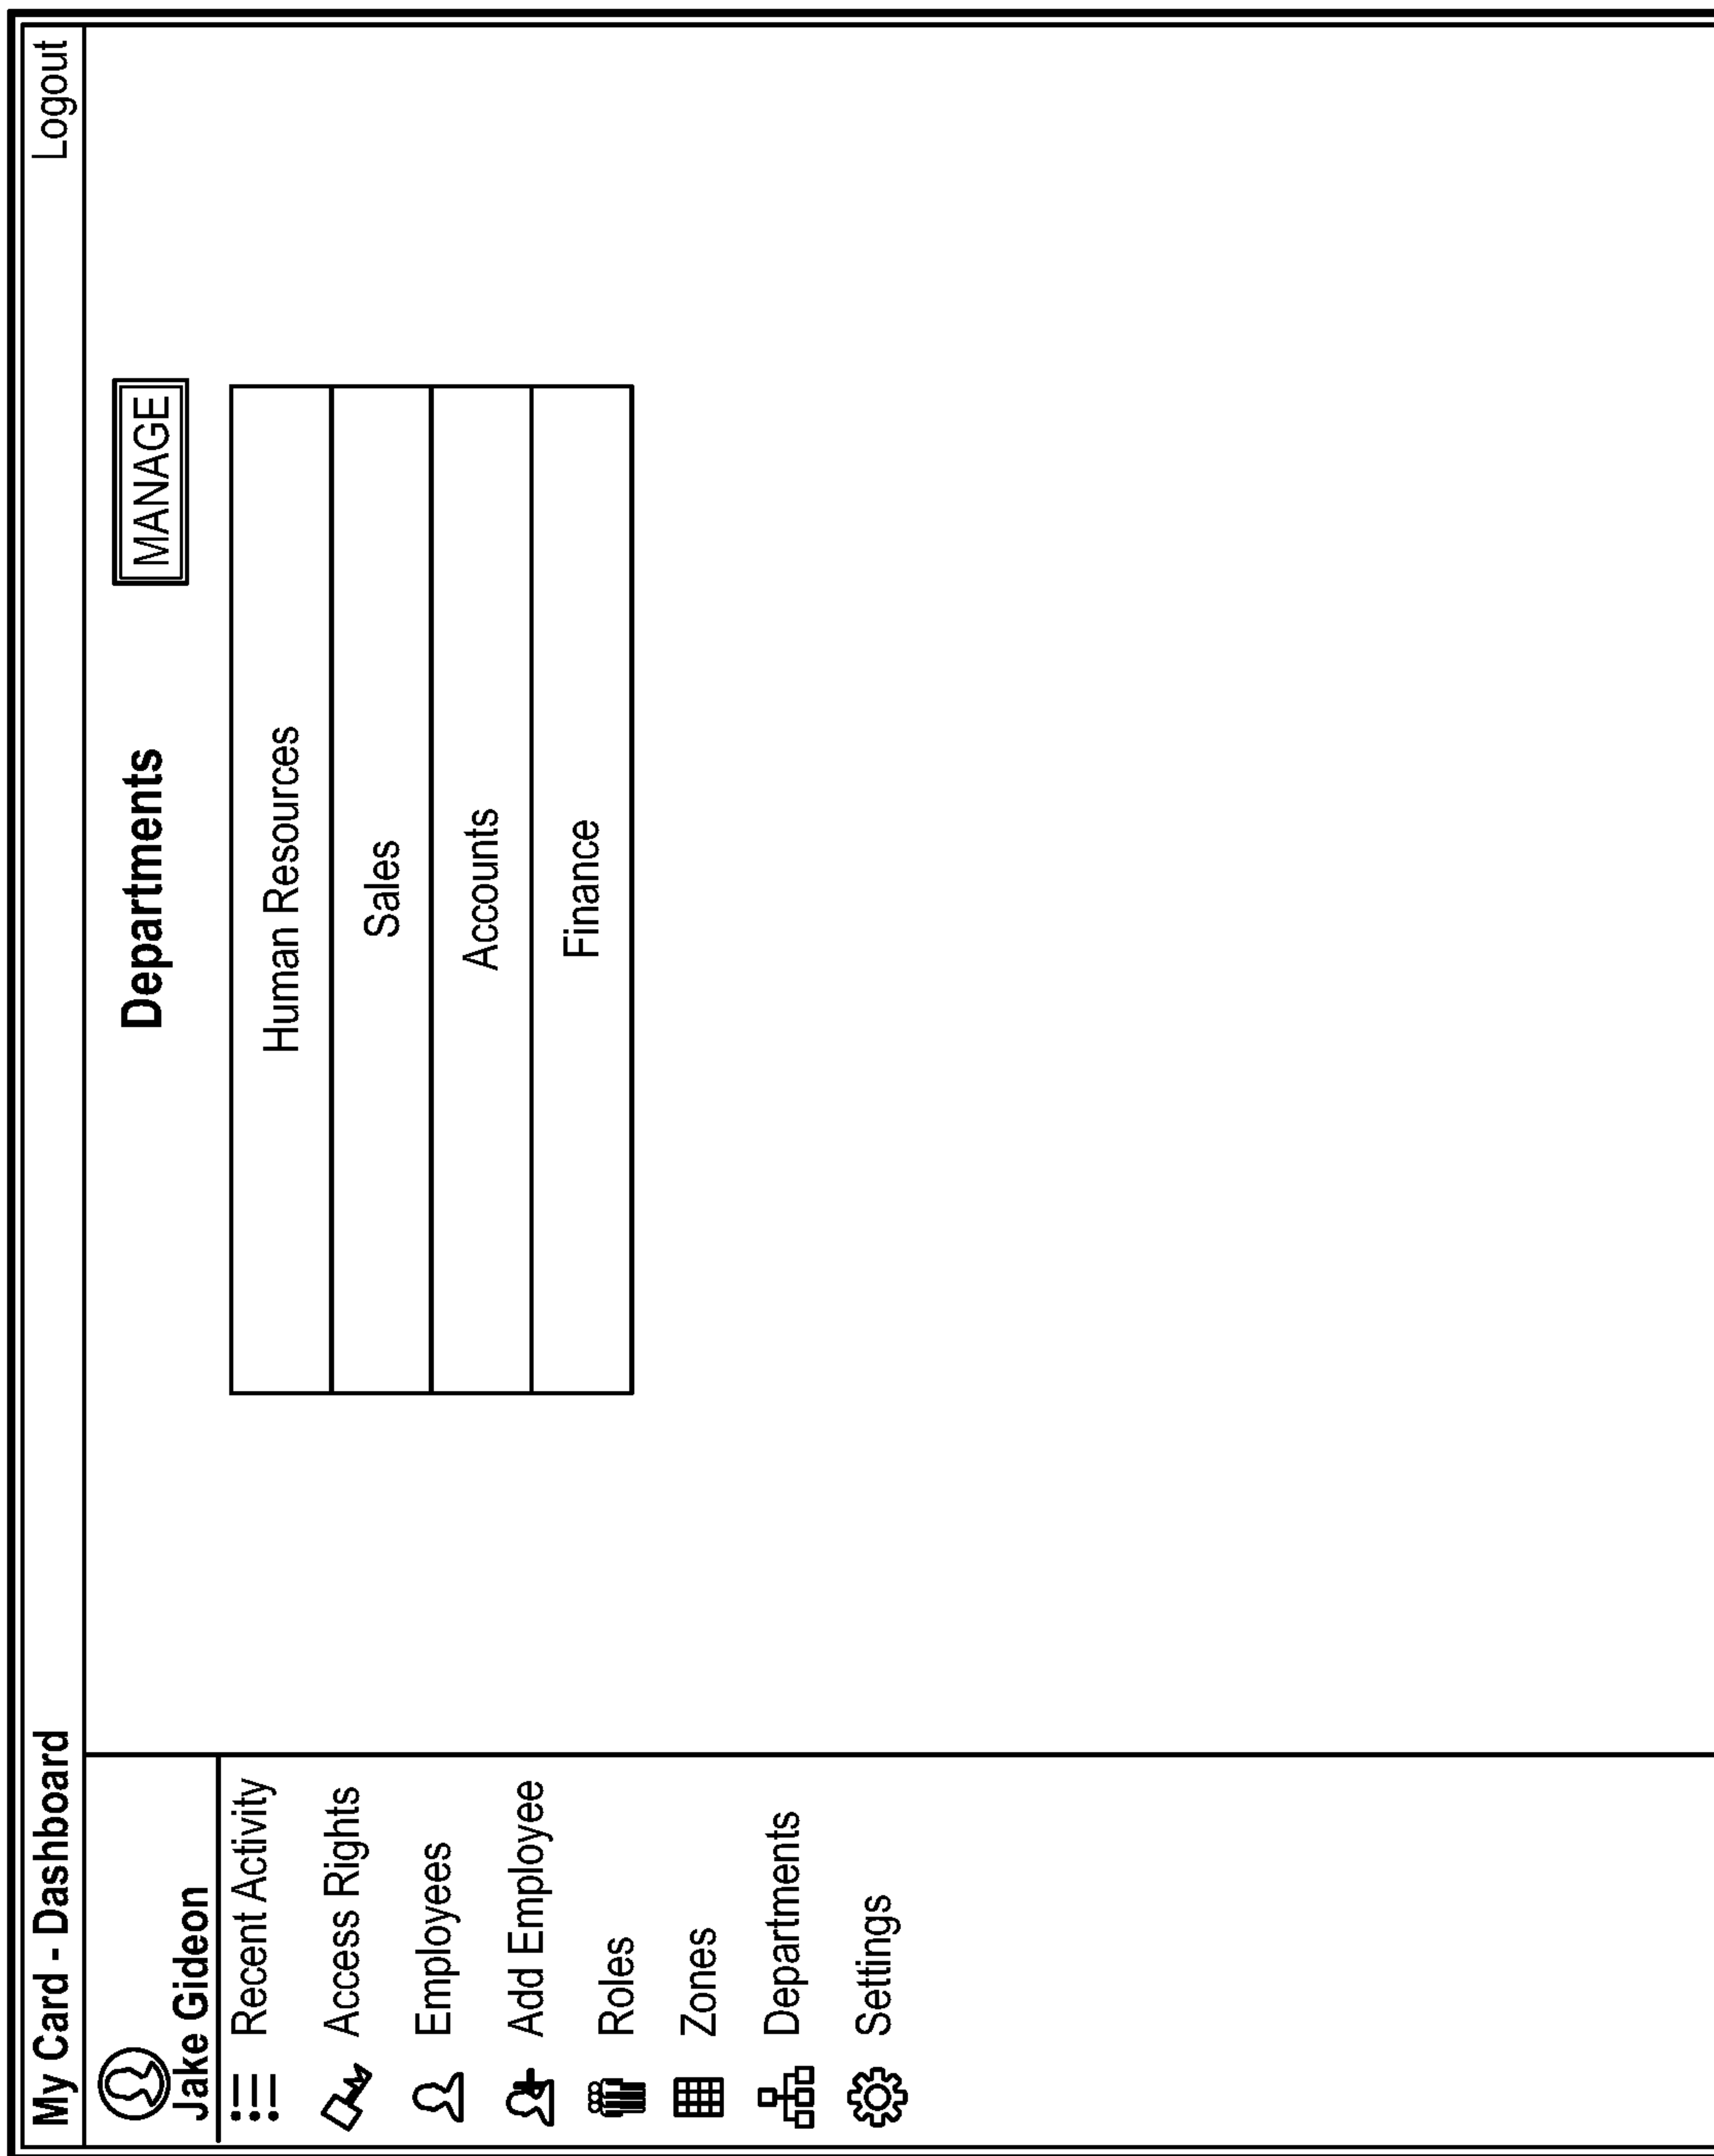 My Card - Dashboard
Logout
Jake Gideon
Recent Activity
Access Rights
Employees
Add Employee
Roles
Zones
Departments
Settings
Departments
MANAGE
Human Resources
Sales
Accounts
Finance